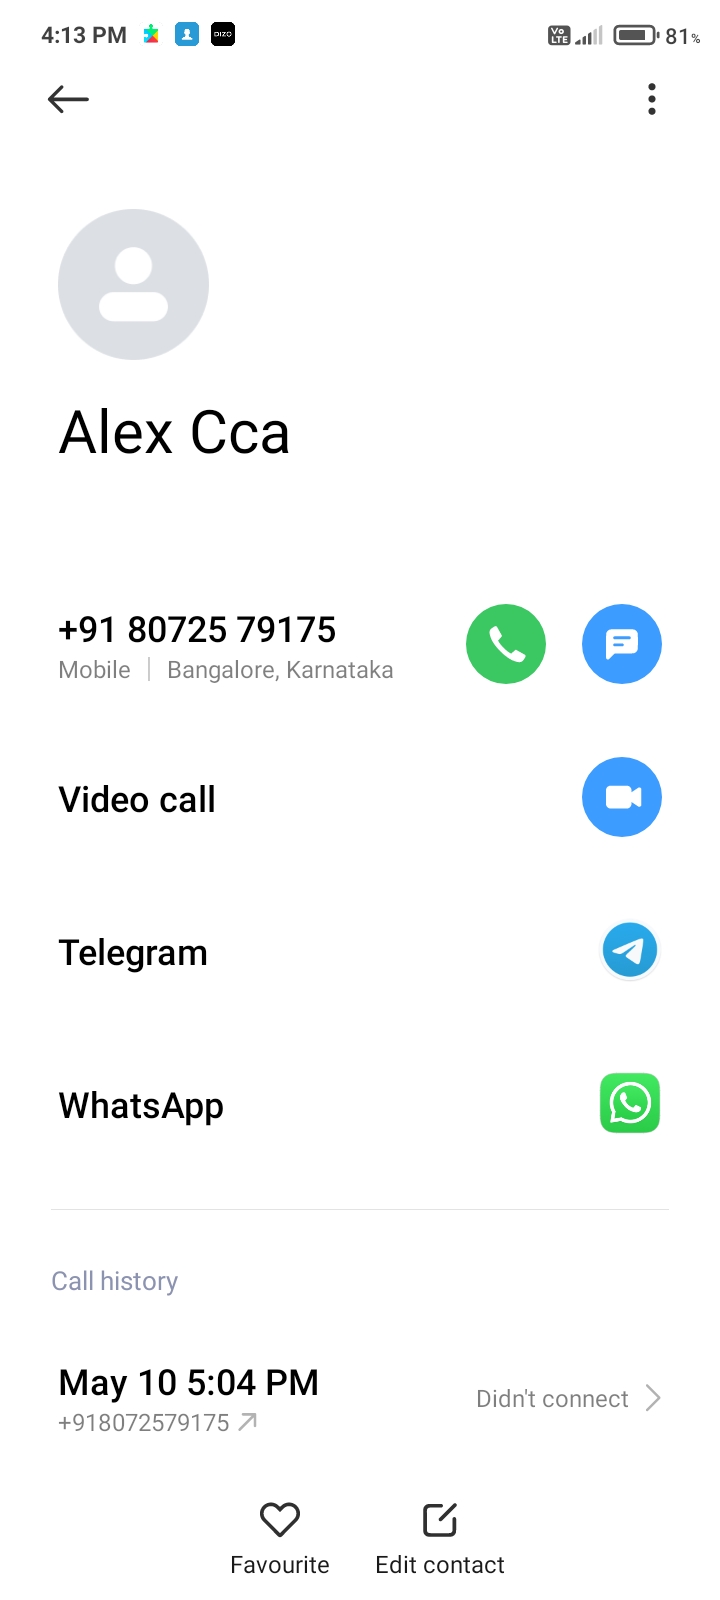 4:13 PM DIZO Vo LTE 81%
Alex Cca
+91 80725 79175
Mobile | Bangalore, Karnataka
Video call
Telegram
WhatsApp
Call history
May 10 5:04 PM
Didn't connect
+918072579175
Favourite Edit contact